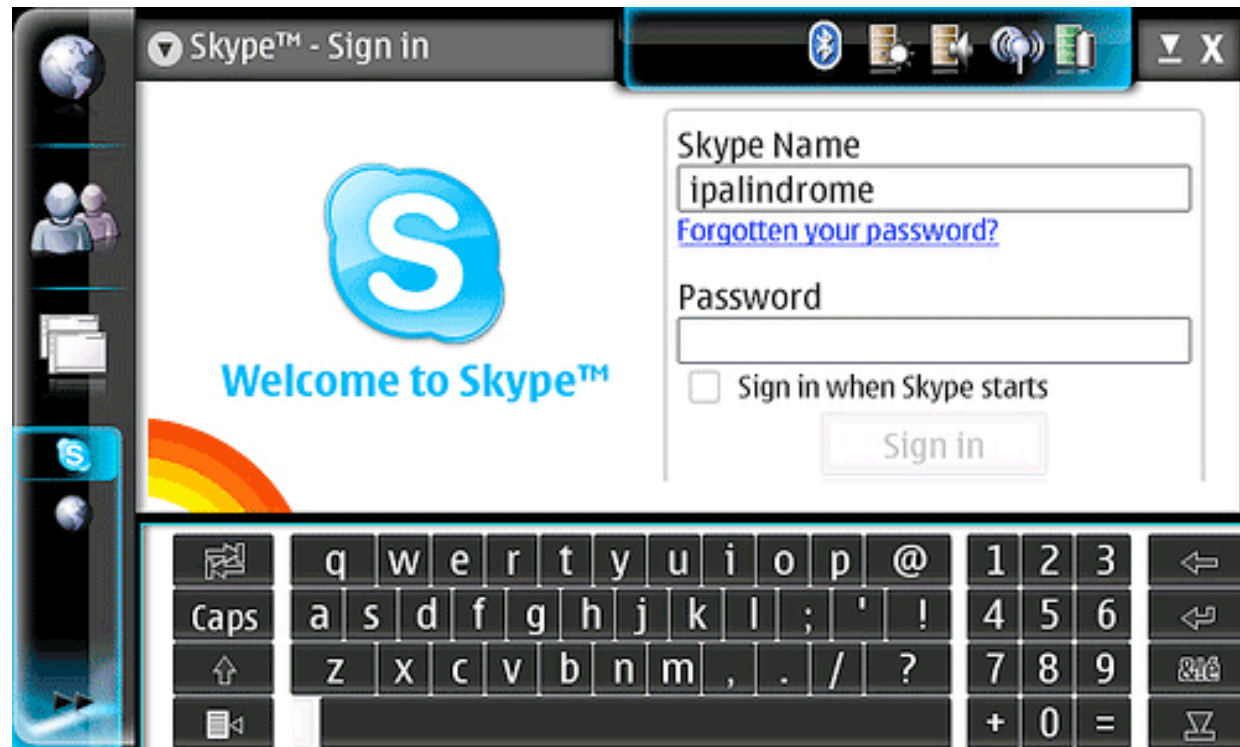 Skype™ - Sign in
X
Skype Name
ipalindrome
Forgotten your password?
S
Welcome to Skype™
Password
Sign in when Skype starts
Sign in
S
q w e r t y u i o p @ 1 2 3
Caps a s d f g h j k l ; ' ! 4 5 6
z x c v b n m , . / ? 7 8 9 &!é
+ 0 =